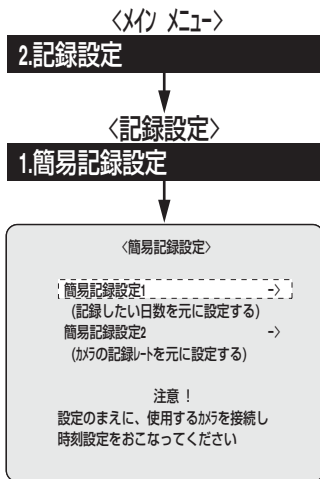 〈メイン メニュー〉
2.記録設定
〈記録設定〉
1.簡易記録設定
〈簡易記録設定〉
簡易記録設定1 ->
(記録したい日数を元に設定する)
簡易記録設定2 ->
(カメラの記録レートを元に設定する)
注意！
設定のまえに、使用するカメラを接続し
時刻設定をおこなってください